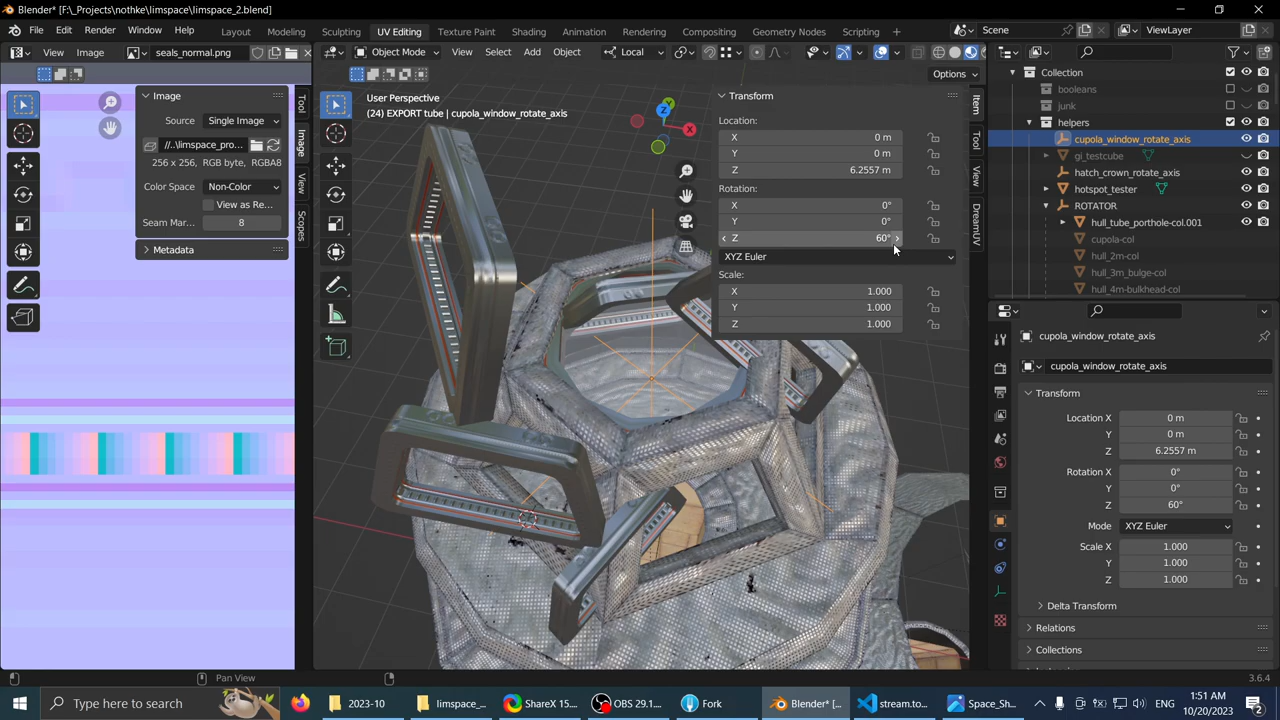 Blender* [F:\_Projects\nothke\limspace\limspace_2.blend]
File Edit Render Window Help Layout Modeling Sculpting UV Editing Texture Paint Shading Animation Rendering Compositing Geometry Nodes Scripting + Scene ViewLayer
View Image seals_normal.png Object Mode View Select Add Object Local
Options
Image
Source Single Image
//..\limspace_pro...
256 x 256, RGB byte, RGBA8
Color Space Non-Color
View as Re...
Seam Mar... 8
Metadata
Tool
Image
View
Scopes
User Perspective
(24) EXPORT tube | cupola_window_rotate_axis
Z
Y
X
Transform
Location:
X 0 m
Y 0 m
Z 6.2557 m
Rotation:
X 0°
Y 0°
Z 60°
XYZ Euler
Scale:
X 1.000
Y 1.000
Z 1.000
Item
Tool
View
DreamUV
Collection
booleans
junk
helpers
cupola_window_rotate_axis
gi_testcube
hatch_crown_rotate_axis
hotspot_tester
ROTATOR
hull_tube_porthole-col.001
cupola-col
hull_2m-col
hull_3m_bulge-col
hull_4m-bulkhead-col
cupola_window_rotate_axis
cupola_window_rotate_axis
Transform
Location X 0 m
Y 0 m
Z 6.2557 m
Rotation X 0°
Y 0°
Z 60°
Mode XYZ Euler
Scale X 1.000
Y 1.000
Z 1.000
Delta Transform
Relations
Collections
Pan View
3.6.4
Type here to search 2023-10 limspace_... ShareX 15.... OBS 29.1.... Fork Blender* [... stream.to... Space_Sh... 1:51 AM
10/20/2023
2